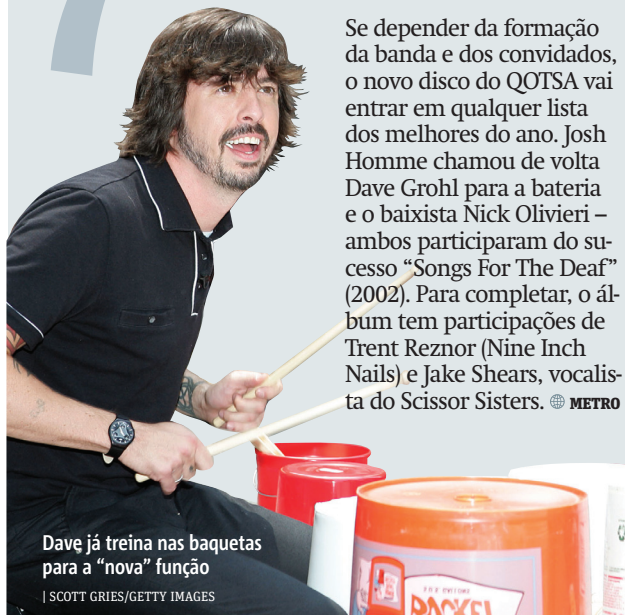 Se depender da formação
da banda e dos convidados,
o novo disco do QOTSA vai
entrar em qualquer lista
dos melhores do ano. Josh
Homme chamou de volta
Dave Grohl para a bateria
e o baixista Nick Olivieri –
ambos participaram do su-
cesso “Songs For The Deaf”
(2002). Para completar, o ál-
bum tem participações de
Trent Reznor (Nine Inch
Nails) e Jake Shears, vocalis-
ta do Scissor Sisters. METRO
Dave já treina nas baquetas
para a “nova” função
| SCOTT GRIES/GETTY IMAGES